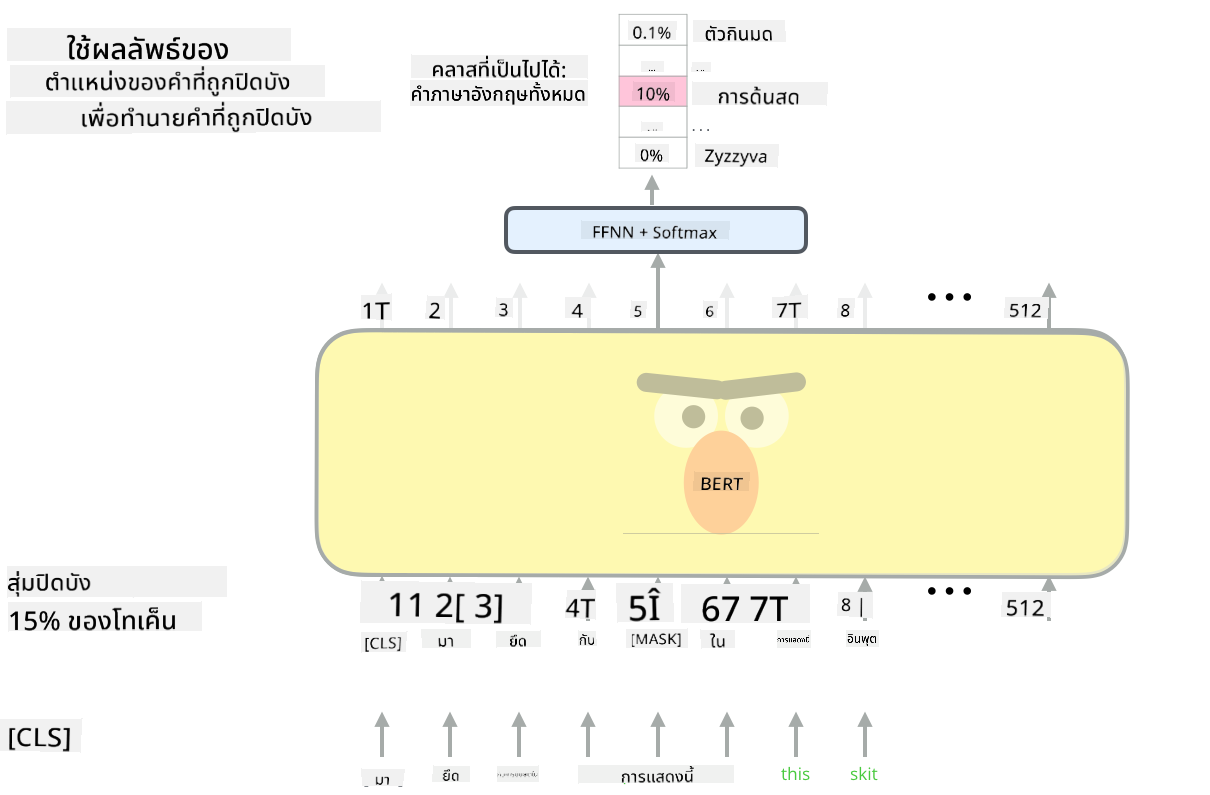 ใช้ผลลัพธ์ของ
ตำแหน่งของคำที่ถูกปิดบัง
เพื่อทำนายคำที่ถูกปิดบัง
คลาสที่เป็นไปได้:
คำภาษาอังกฤษทั้งหมด
0.1% ตัวกินมด
... ...
10% การด้นสด
... ...
0% Zyzzyva
FFNN + Softmax
1T 2 3 4 5 6 7T 8 ... 512
BERT
สุ่มปิดบัง
15% ของโทเค็น
11 2[ 3] 4T 5Î 67 7T 8 | ... 512
[CLS] มา ยึด กับ [MASK] ใน การแสดงนี้ อินพุต
[CLS]
มา ยึด การแสดงนี้ this skit